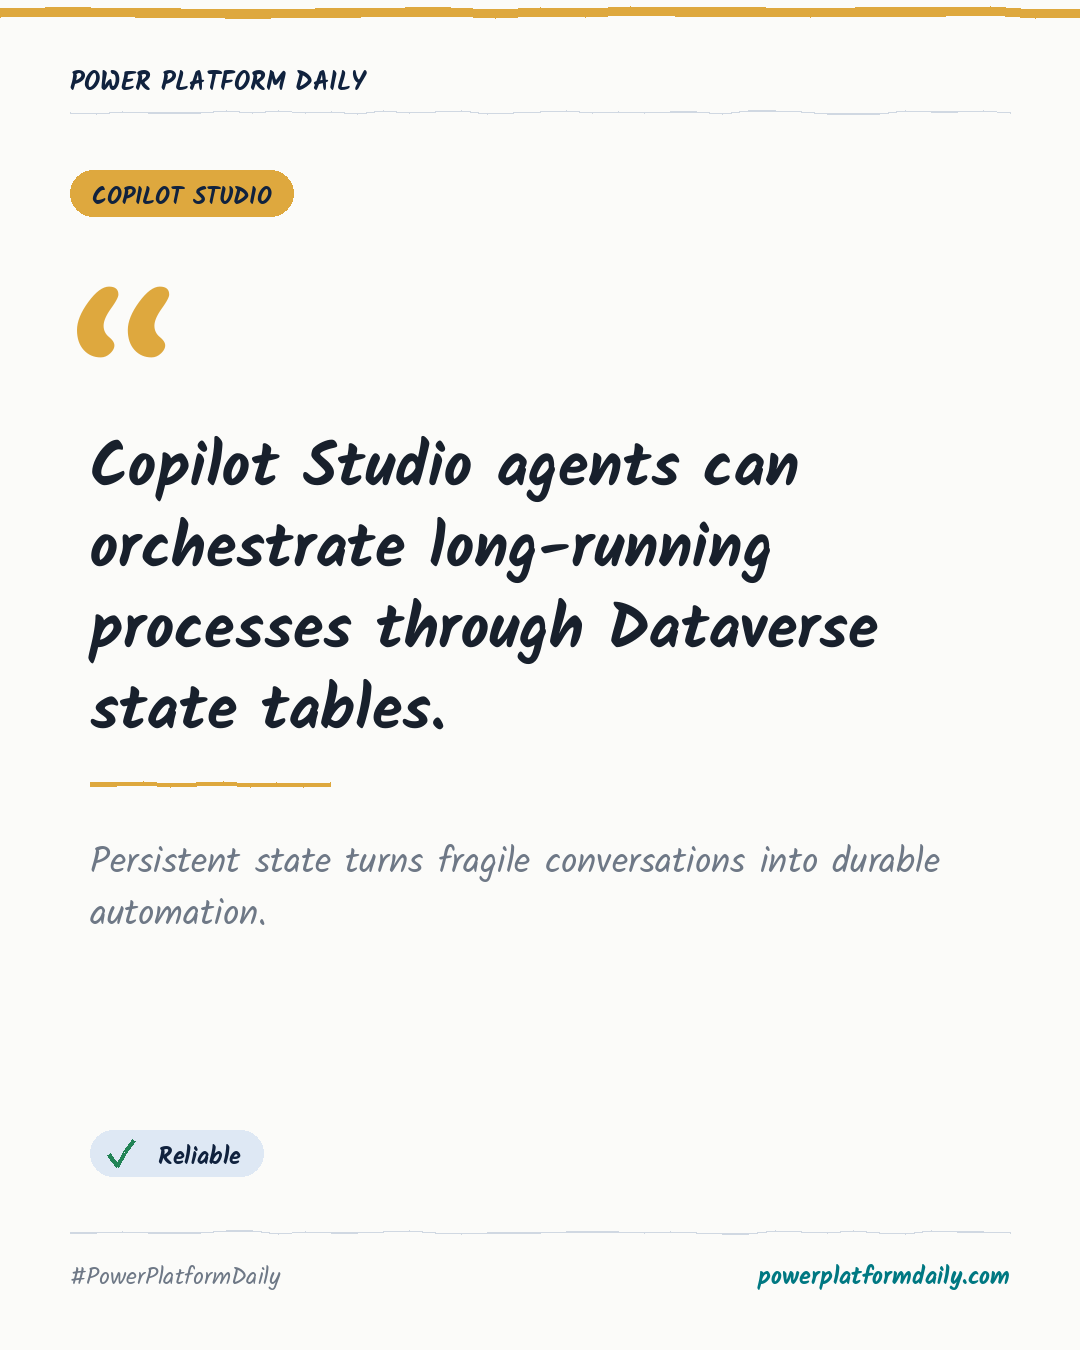 POWER PLATFORM DAILY
COPILOT STUDIO
“
Copilot Studio agents can
orchestrate long-running
processes through Dataverse
state tables.
Persistent state turns fragile conversations into durable
automation.
✓ Reliable
#PowerPlatformDaily
powerplatformdaily.com